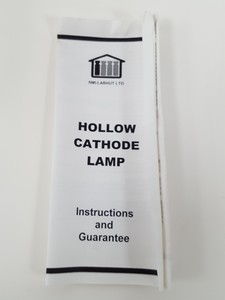 HOLLOW
CATHODE
LAMP
Instructions
and
Guarantee